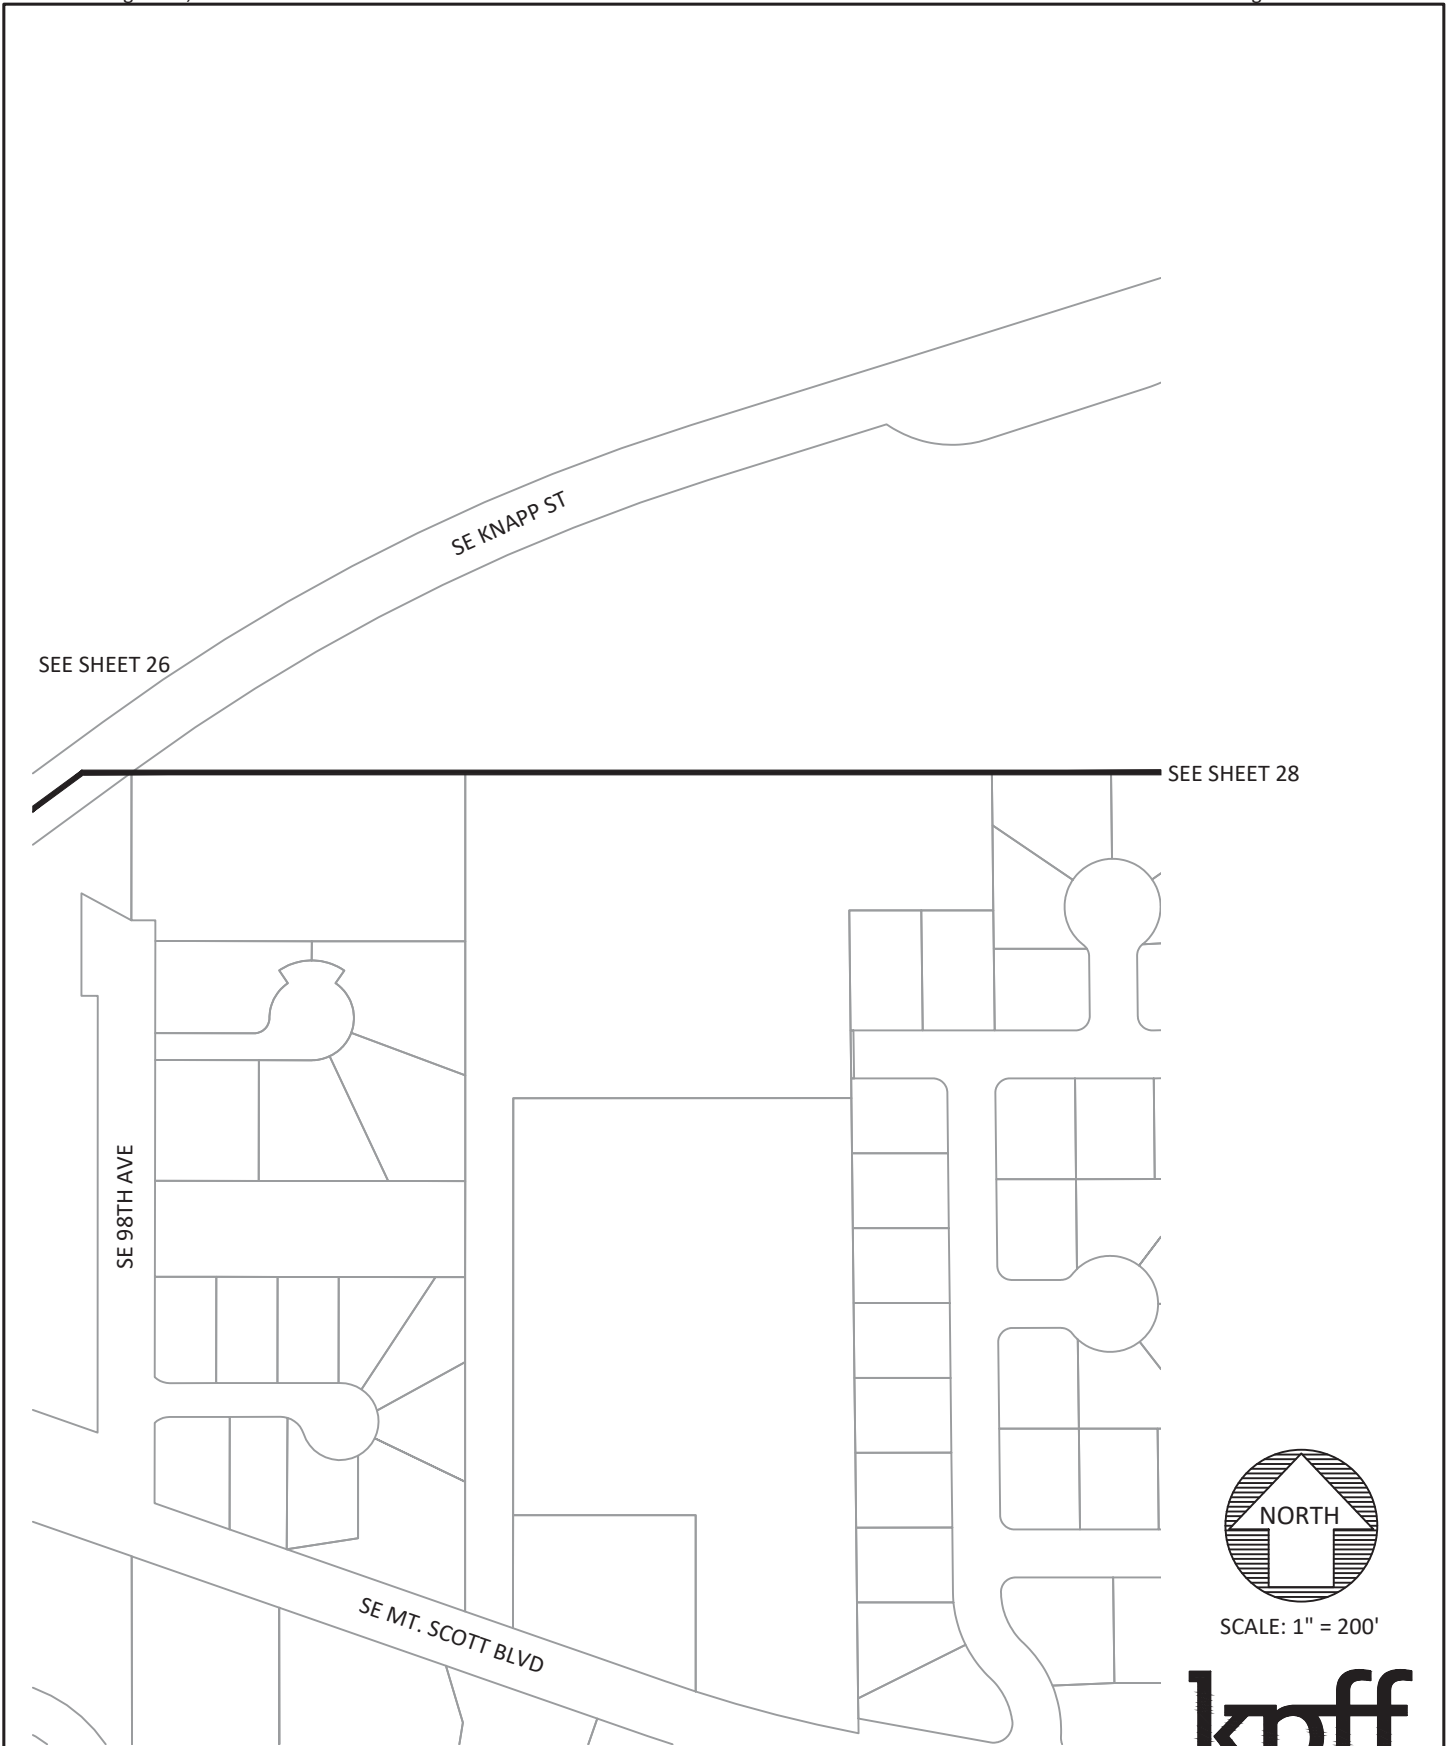 SE KNAPP ST
SEE SHEET 26
SEE SHEET 28
SE 98TH AVE
NORTH
SE MT. SCOTT BLVD
SCALE: 1" = 200'
kpff